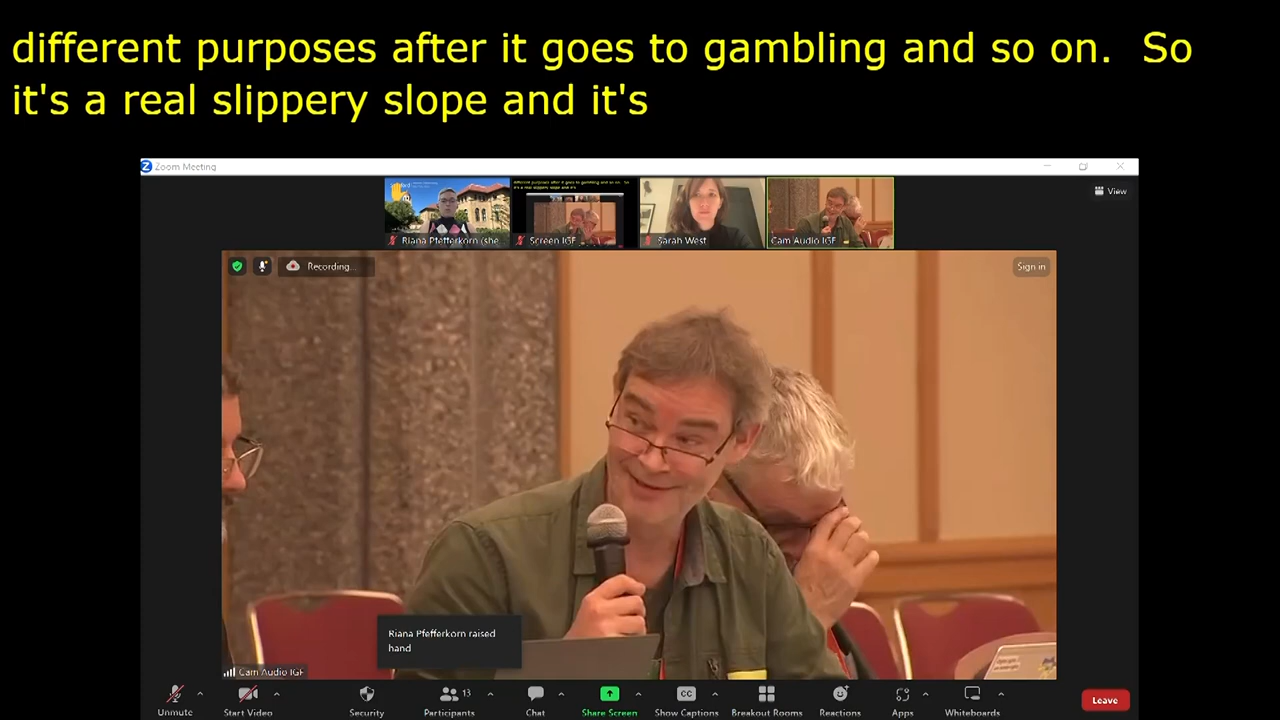 different purposes after it goes to gambling and so on.  So
it's a real slippery slope and it's
Zoom Meeting
View
Riana Pfefferkorn (she
Screen IGF
Sarah West
Cam Audio IGF
Recording...
Sign in
Riana Pfefferkorn raised
hand
Cam Audio IGF
Unmute
Start Video
Security
13
Participants
Chat
Share Screen
CC
Show Captions
Breakout Rooms
Reactions
Apps
Whiteboards
Leave